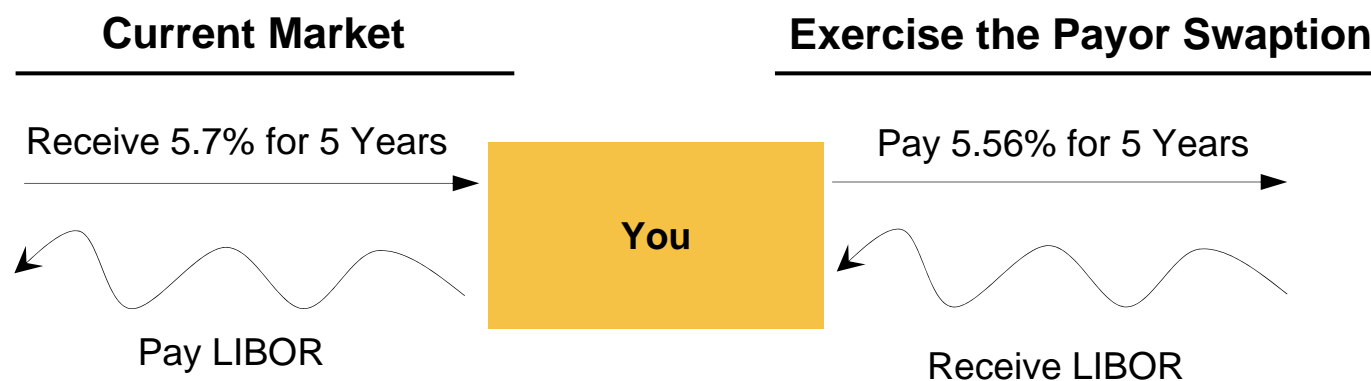 Current Market
Exercise the Payor Swaption
Receive 5.7% for 5 Years
Pay 5.56% for 5 Years
You
Pay LIBOR
Receive LIBOR